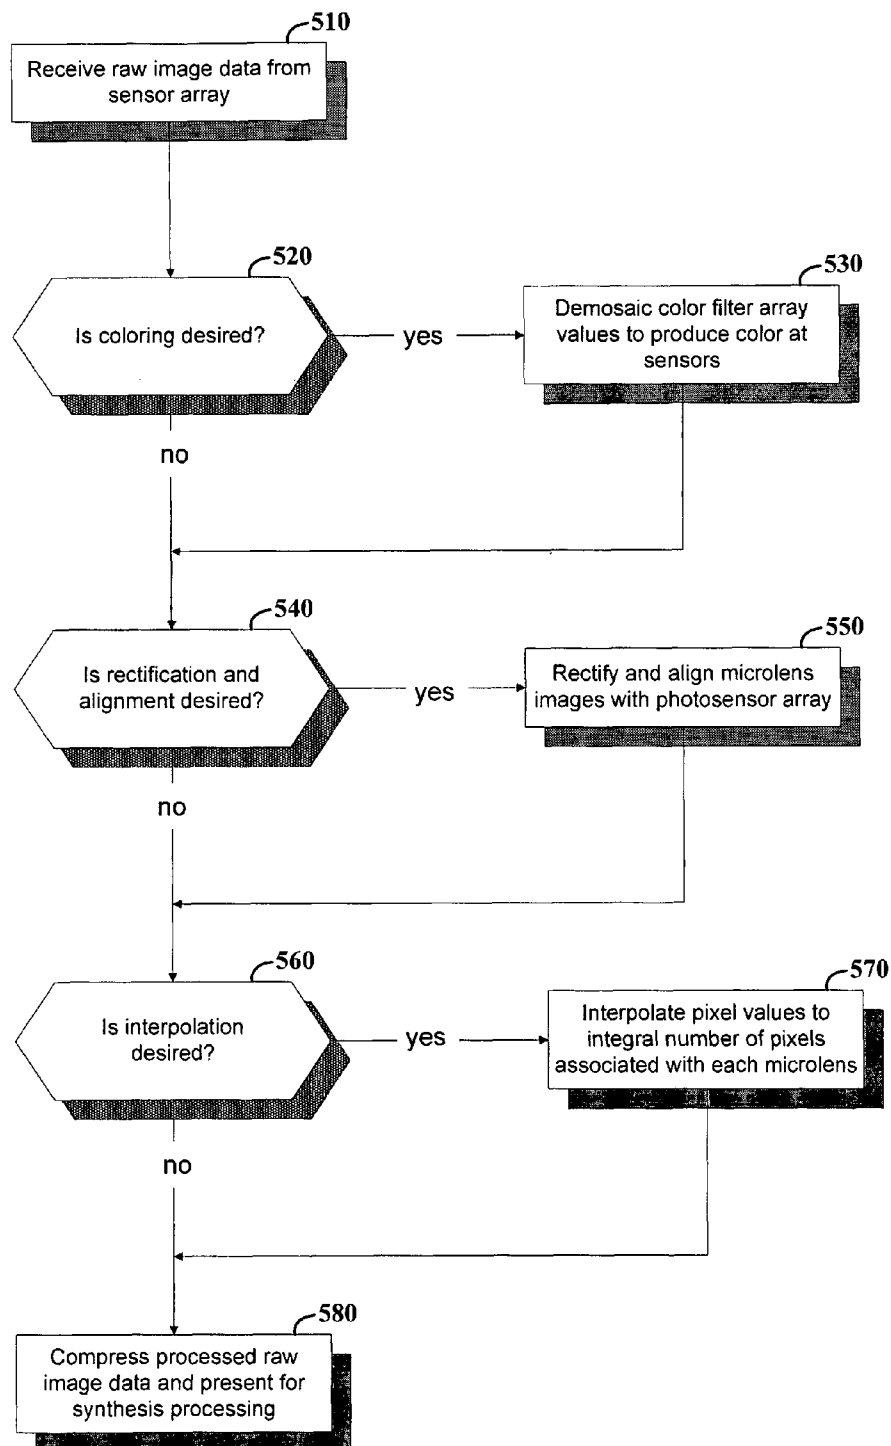 510
Receive raw image data from
sensor array
520
Is coloring desired?
yes
530
Demosaic color filter array
values to produce color at
sensors
no
540
Is rectification and
alignment desired?
yes
550
Rectify and align microlens
images with photosensor array
no
560
Is interpolation
desired?
yes
570
Interpolate pixel values to
integral number of pixels
associated with each microlens
no
580
Compress processed raw
image data and present for
synthesis processing